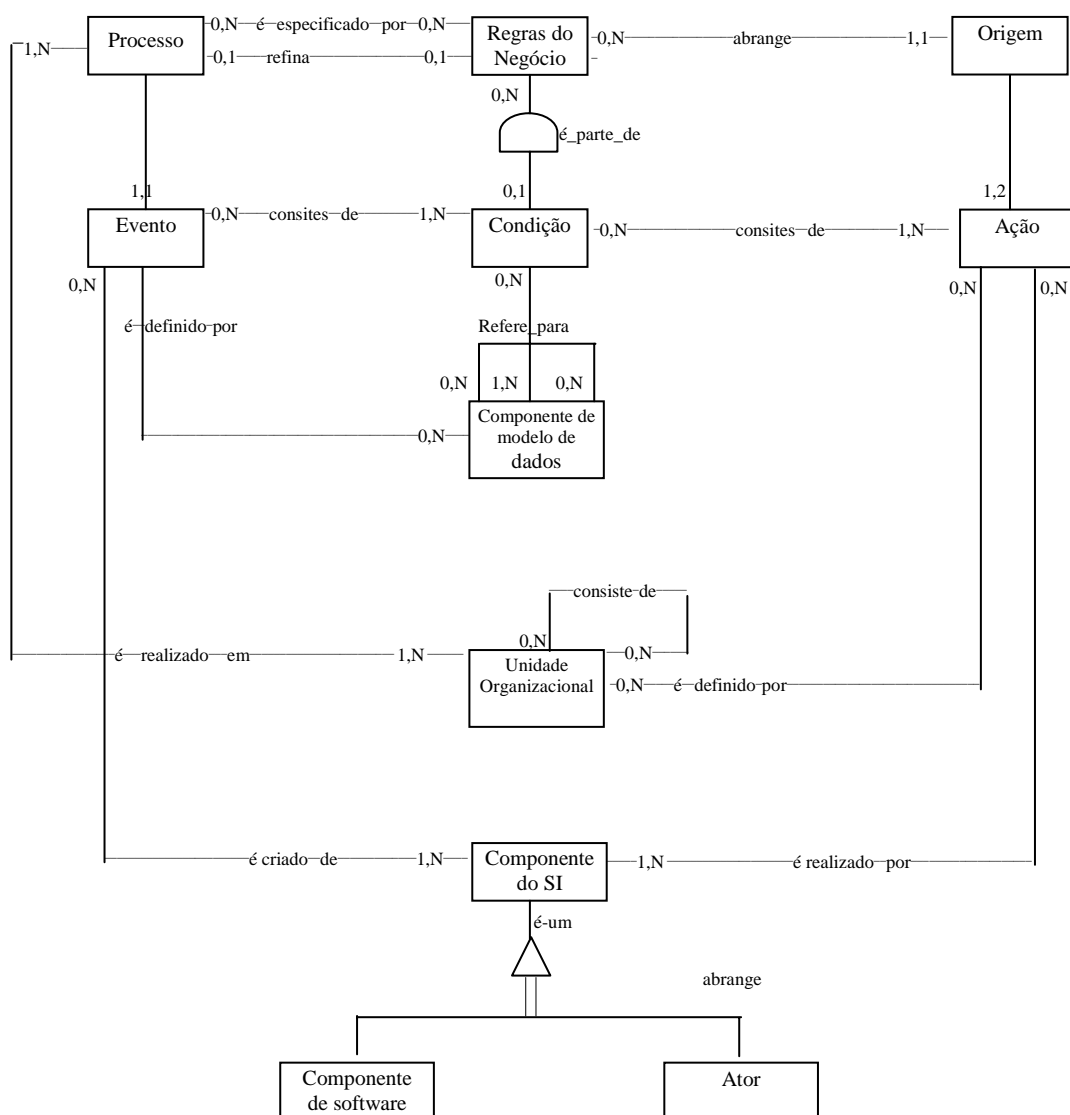 0,N é especificado por 0,N
1,N Processo Regras do Negócio 0,N abrange 1,1 Origem
0,1 refina 0,1
0,N
é_parte_de
1,1 0,1 1,2
Evento 0,N consites de 1,N Condição 0,N consites de 1,N Ação
0,N 0,N 0,N 0,N
é definido por
Refere_para
0,N 1,N 0,N
Componente de
modelo de
dados
0,N
consiste de
0,N
é realizado em 1,N 0,N
Unidade
Organizacional
0,N é definido por
é criado de 1,N Componente do SI 1,N é realizado por
é-um
abrange
Componente
de software
Ator